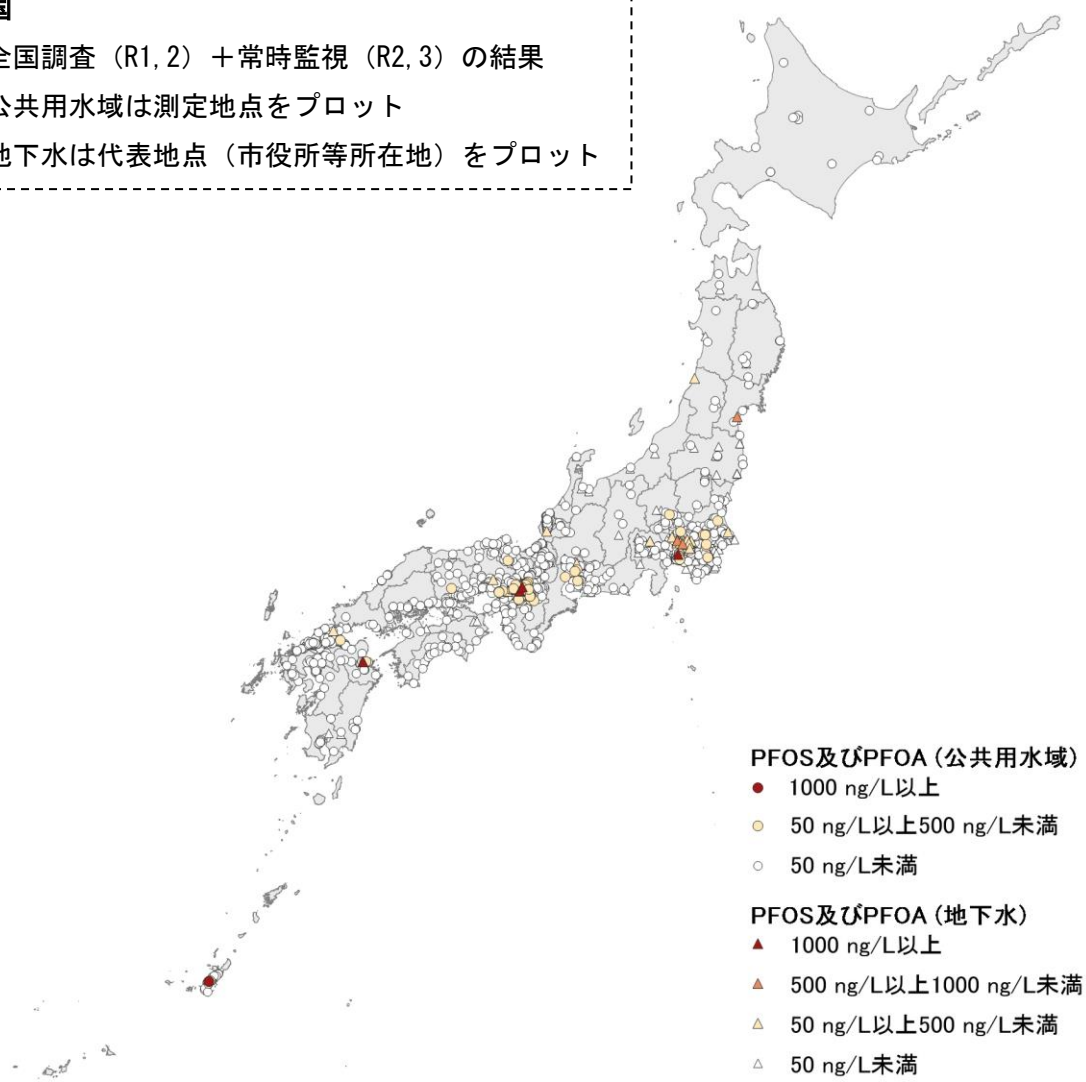 国
全国調査（R1,2）＋常時監視（R2,3）の結果
公共用水域は測定地点をプロット
地下水は代表地点（市役所等所在地）をプロット
PFOS及びPFOA（公共用水域）
1000 ng/L以上
50 ng/L以上500 ng/L未満
50 ng/L未満
PFOS及びPFOA（地下水）
1000 ng/L以上
500 ng/L以上1000 ng/L未満
50 ng/L以上500 ng/L未満
50 ng/L未満